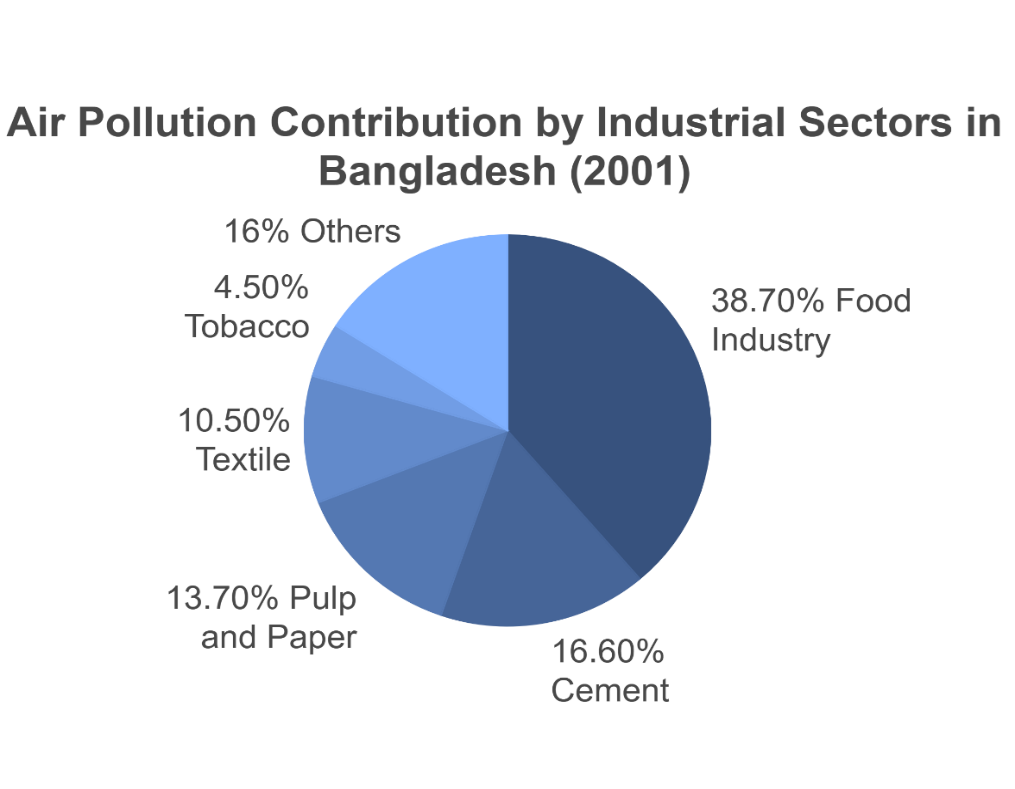 Air Pollution Contribution by Industrial Sectors in
Bangladesh (2001)
16% Others
4.50%
Tobacco
38.70% Food
Industry
10.50%
Textile
13.70% Pulp
and Paper
16.60%
Cement